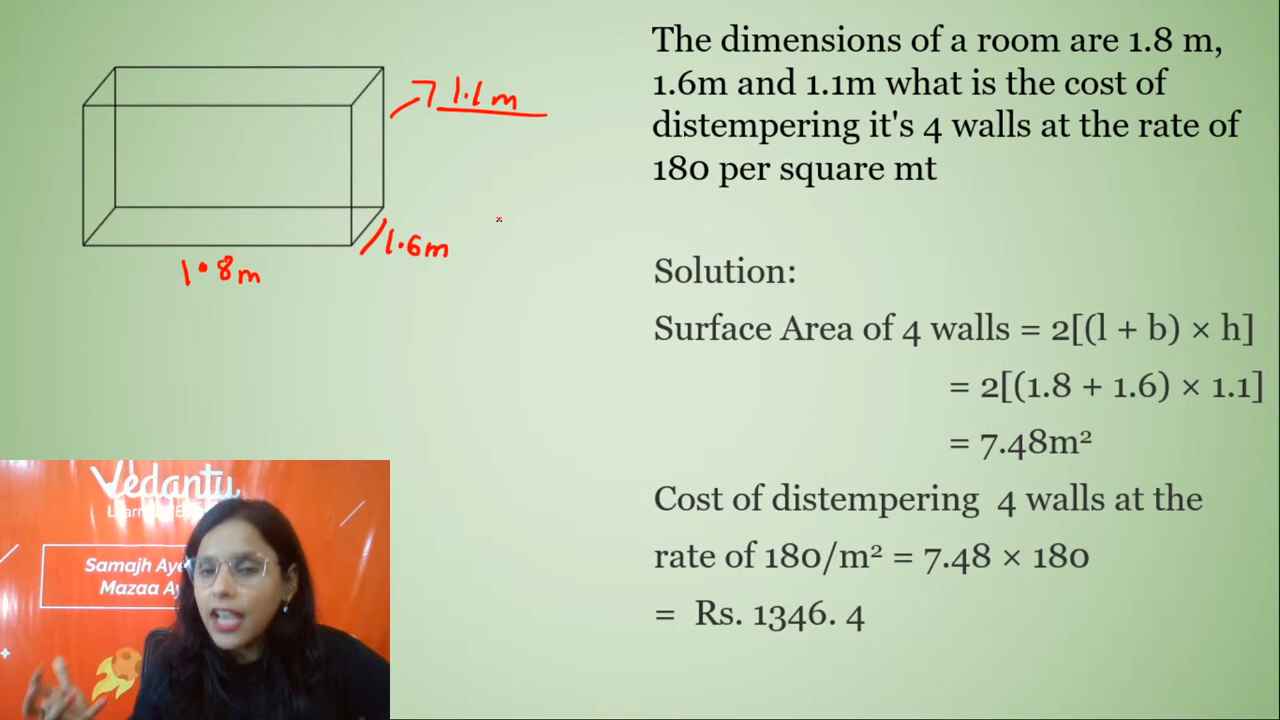 The dimensions of a room are 1.8 m,
1.6m and 1.1m what is the cost of
distempering it's 4 walls at the rate of
180 per square mt
1.1m
1.6m
1.8m
Solution:
Surface Area of 4 walls = 2[(l + b) × h]
= 2[(1.8 + 1.6) × 1.1]
= 7.48m²
Cost of distempering 4 walls at the
rate of 180/m² = 7.48 × 180
= Rs. 1346. 4
Vedantu
Samajh
Mazaa